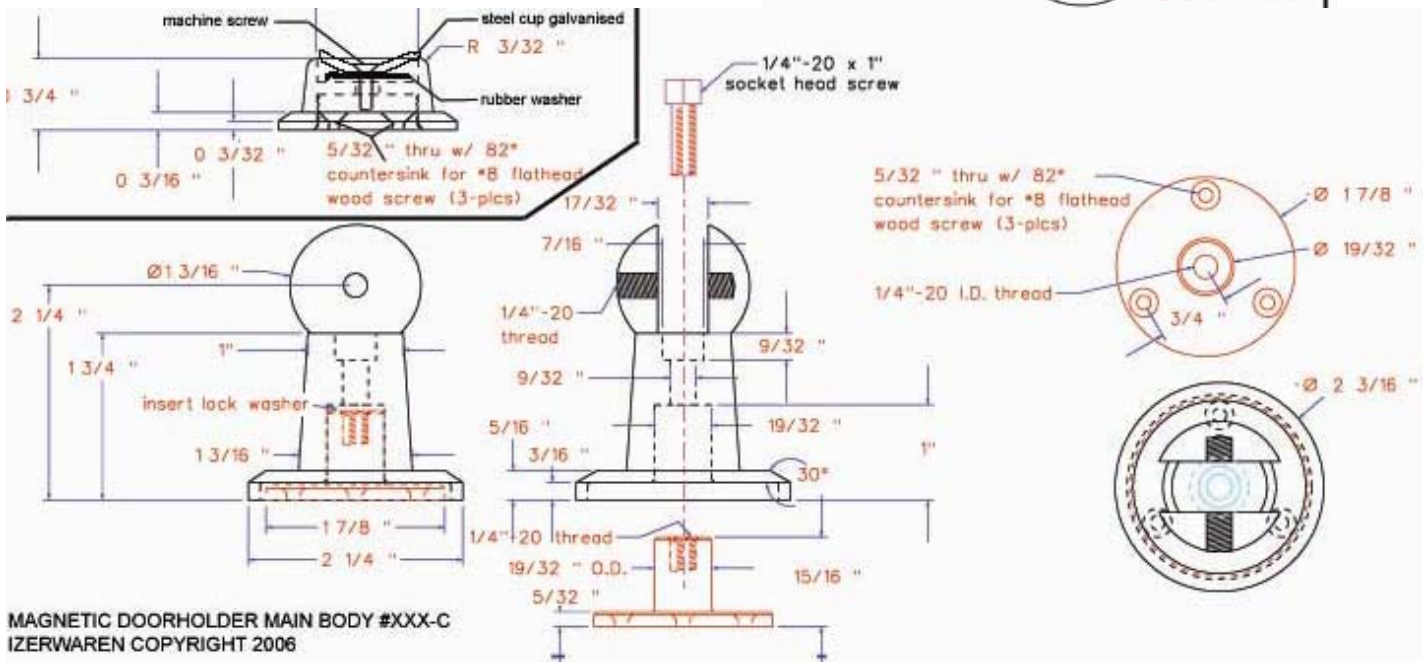 machine screw
steel cup galvanised
R 3/32 "
3/4 "
rubber washer
0 3/32 "
0 3/16 "
5/32 " thru w/ 82°
countersink for *8 flathead
wood screw (3-plcs)
1/4"-20 x 1"
socket head screw
17/32 "
7/16 "
Ø1 3/16 "
2 1/4 "
1 3/4 "
1"
insert lock washer
1 3/16 "
1 7/8 "
2 1/4 "
1/4"-20
thread
9/32 "
9/32 "
5/16 "
3/16 "
19/32 "
1"
30°
1/4"-20 thread
19/32 " O.D.
5/32 "
15/16 "
5/32 " thru w/ 82°
countersink for *8 flathead
wood screw (3-plcs)
Ø 1 7/8 "
Ø 19/32 "
1/4"-20 I.D. thread
3/4 "
Ø 2 3/16 "
MAGNETIC DOORHOLDER MAIN BODY #XXX-C
IZERWAREN COPYRIGHT 2006